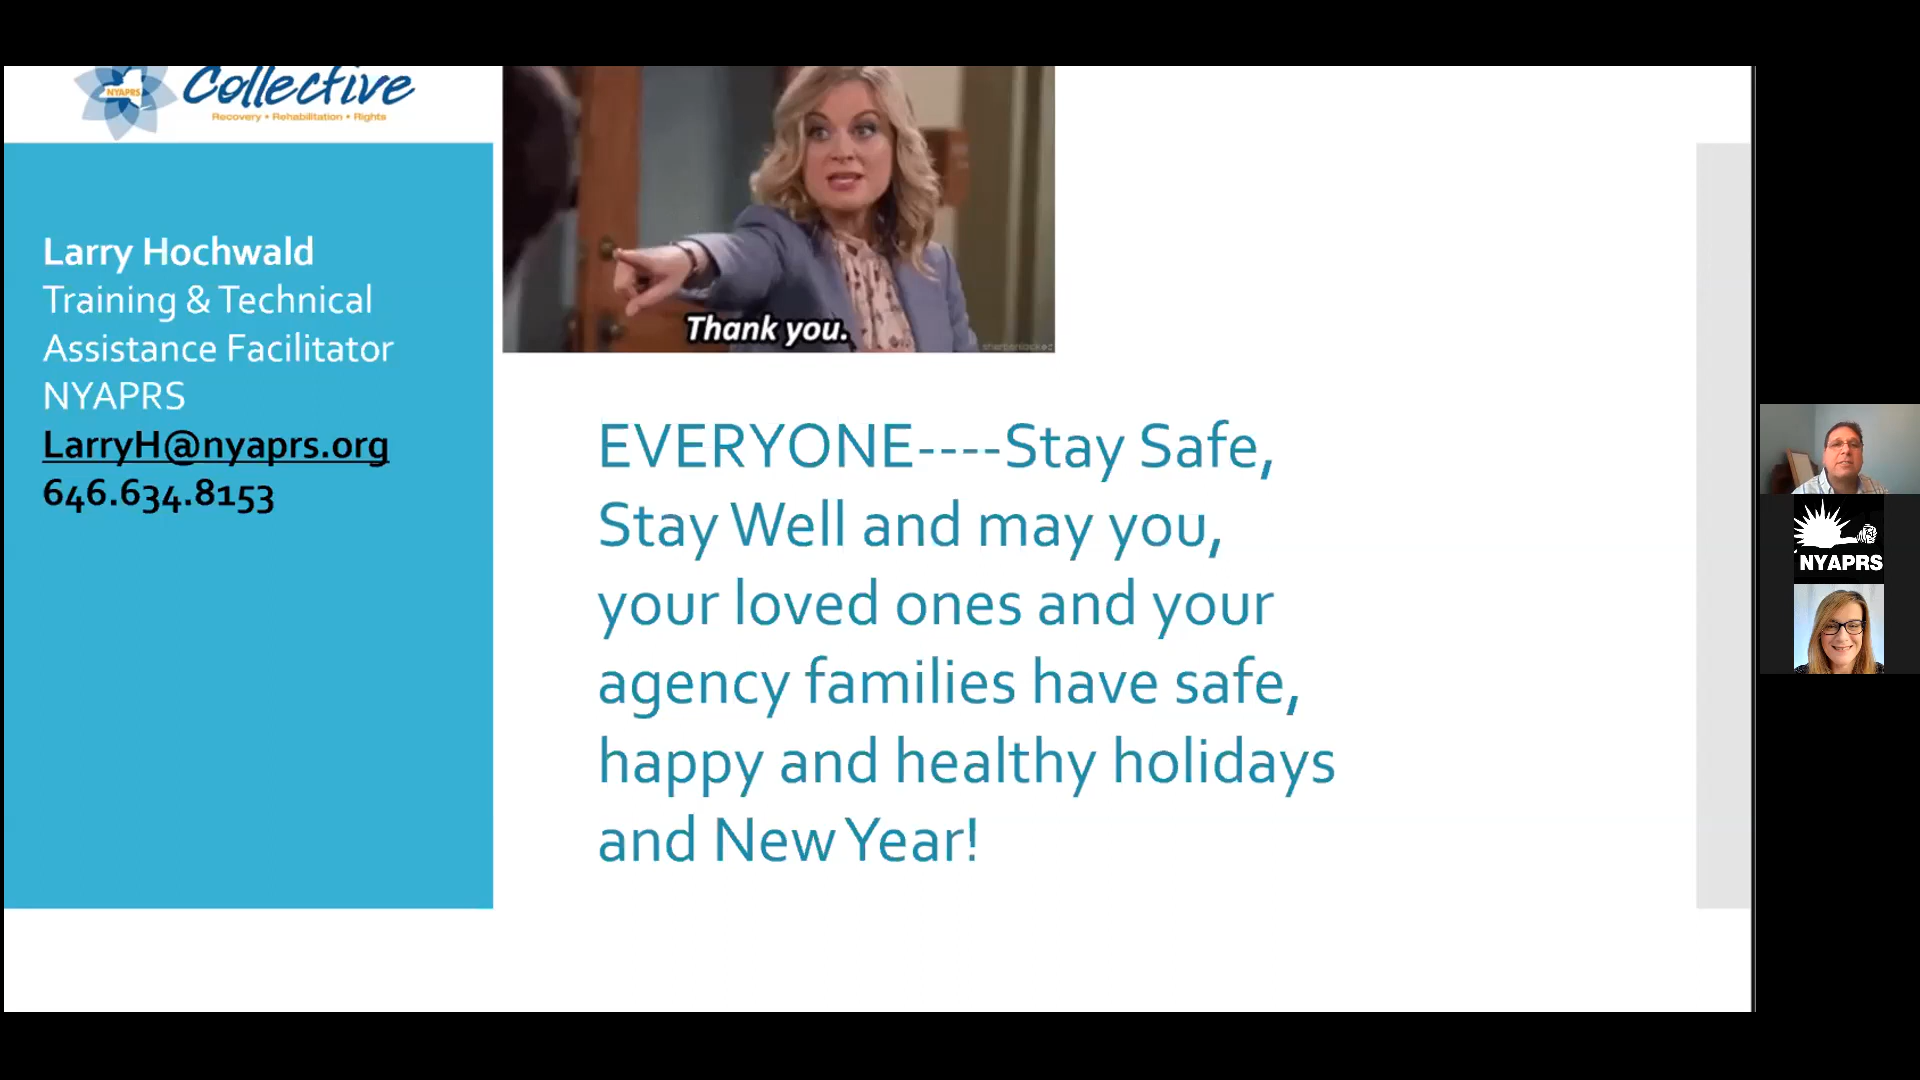 NYAPRS
Collective
Recovery • Rehabilitation • Rights
Thank you.
Larry Hochwald
Training & Technical
Assistance Facilitator
NYAPRS
LarryH@nyaprs.org
646.634.8153
EVERYONE----Stay Safe,
Stay Well and may you,
your loved ones and your
agency families have safe,
happy and healthy holidays
and New Year!
NYAPRS